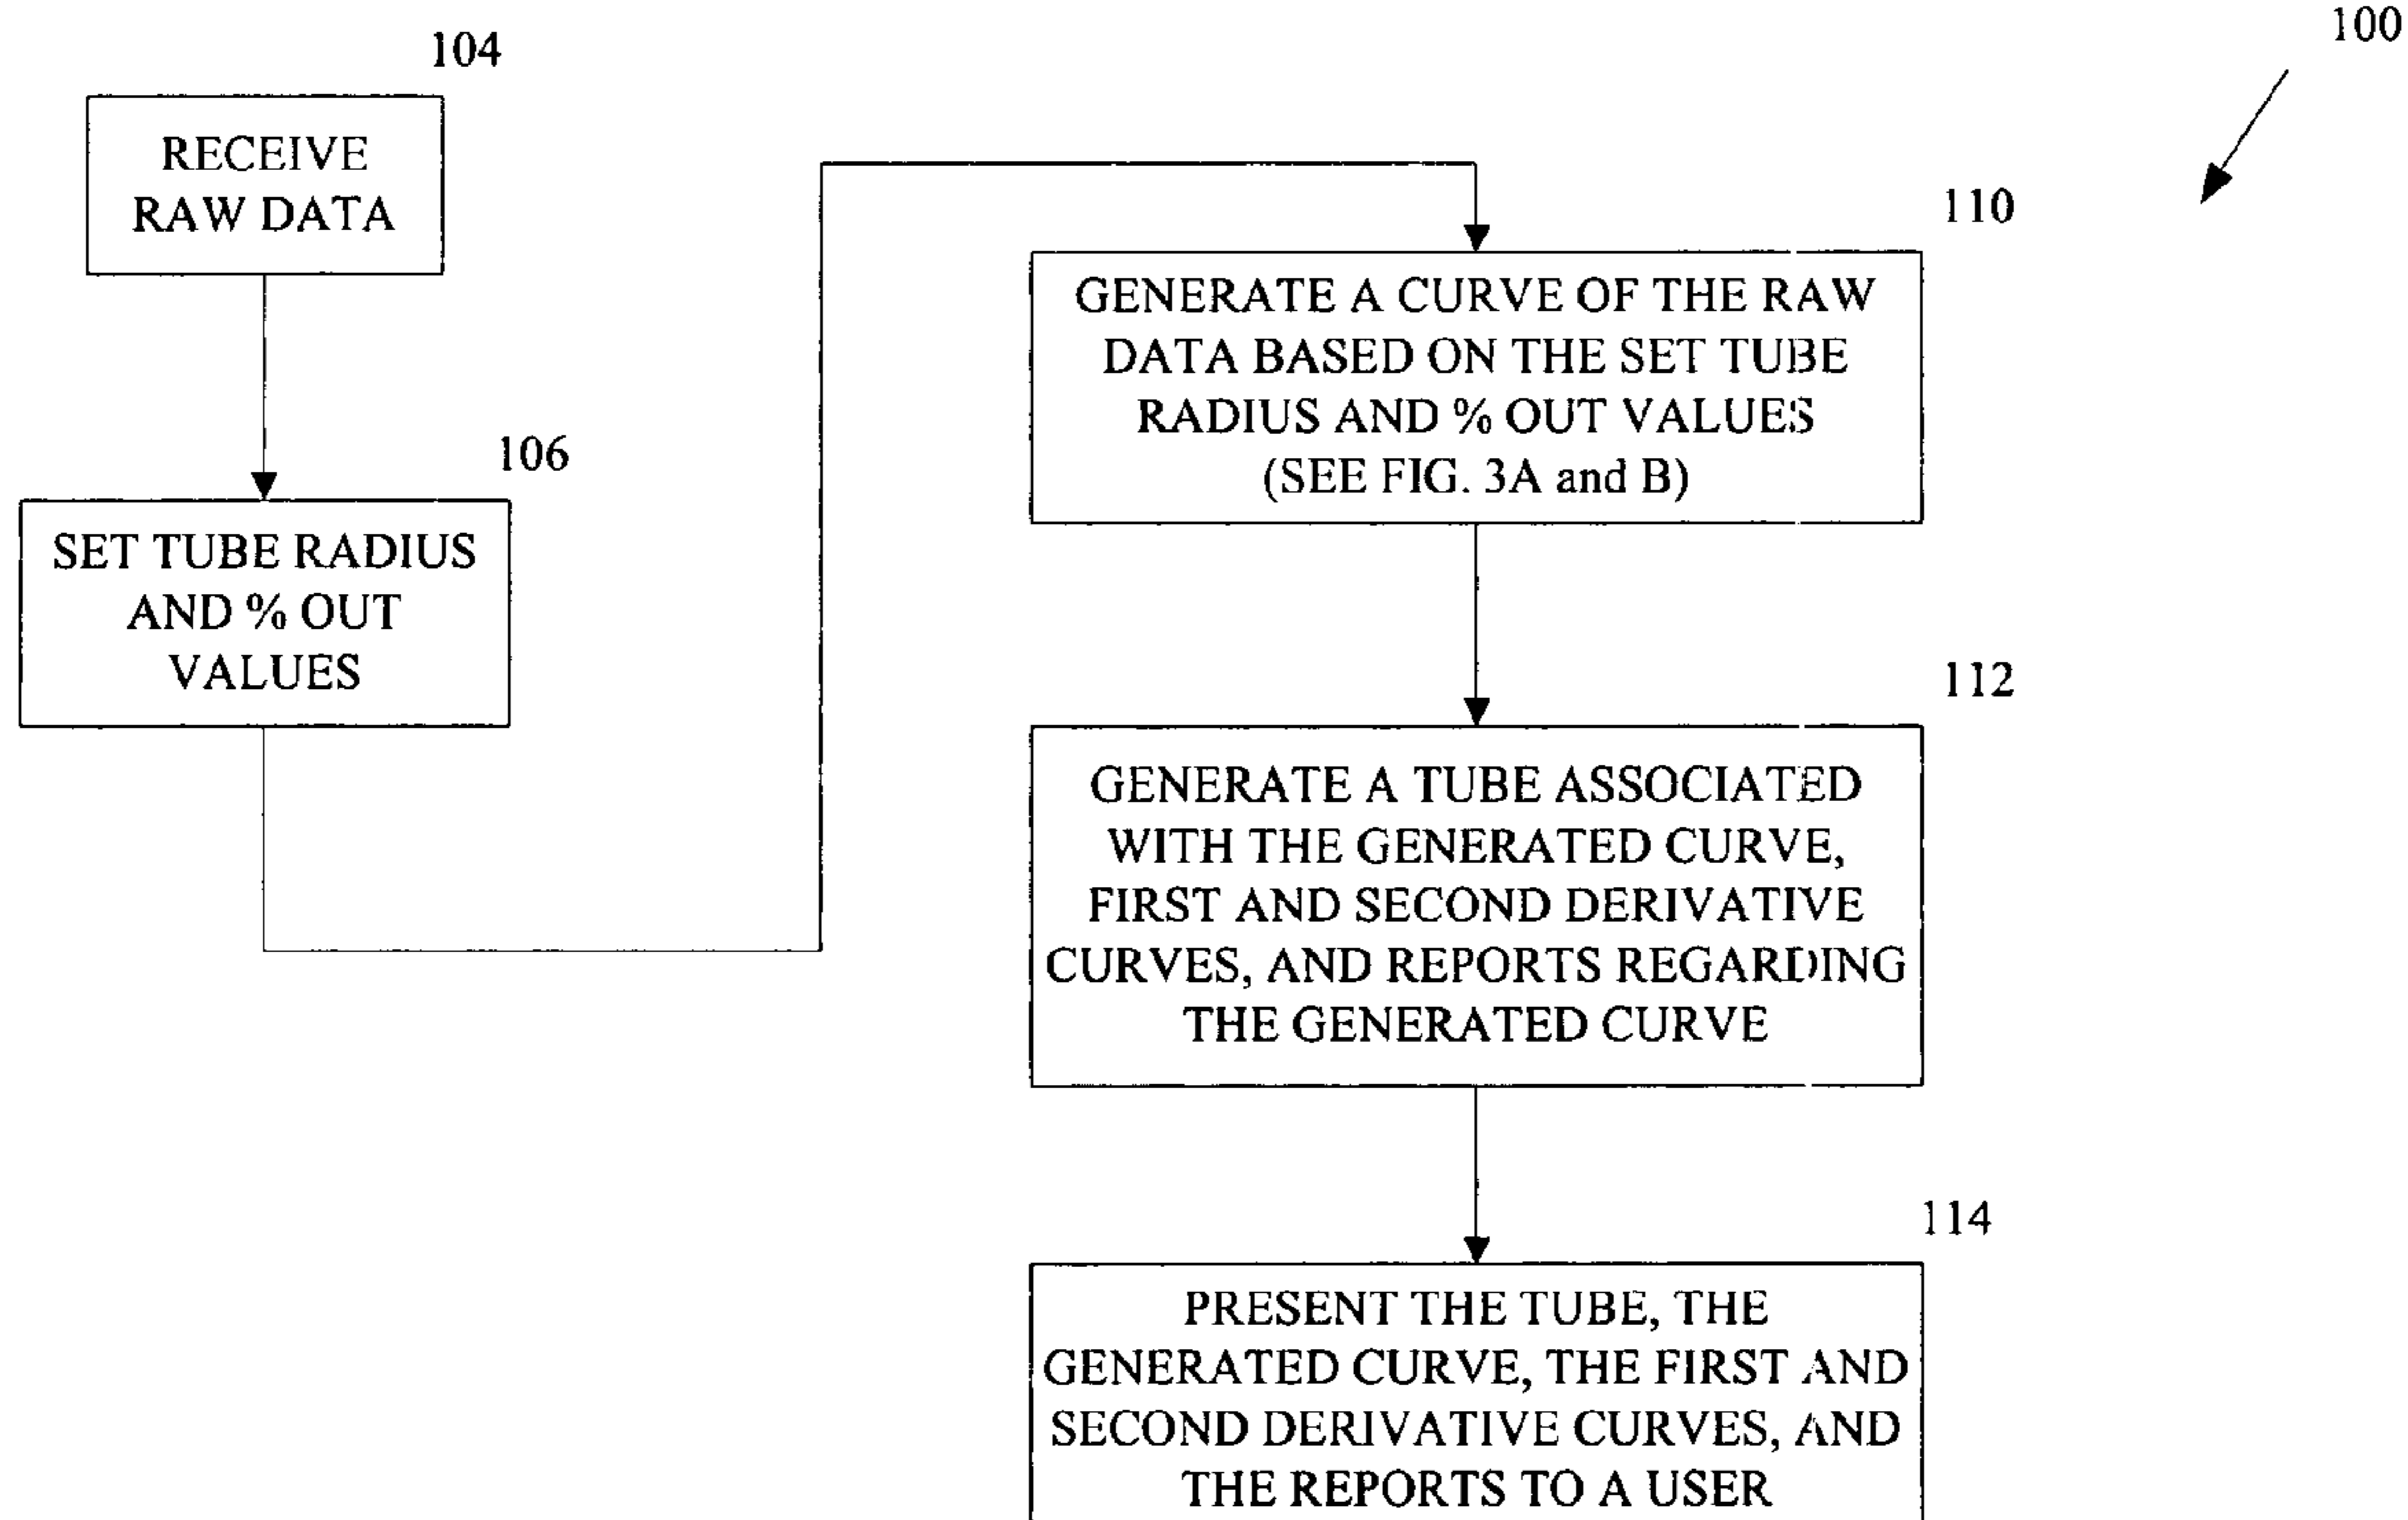 100
104
RECEIVE
RAW DATA
106
SET TUBE RADIUS
AND % OUT
VALUES
110
GENERATE A CURVE OF THE RAW
DATA BASED ON THE SET TUBE
RADIUS AND % OUT VALUES
(SEE FIG. 3A and B)
112
GENERATE A TUBE ASSOCIATED
WITH THE GENERATED CURVE,
FIRST AND SECOND DERIVATIVE
CURVES, AND REPORTS REGARDING
THE GENERATED CURVE
114
PRESENT THE TUBE, THE
GENERATED CURVE, THE FIRST AND
SECOND DERIVATIVE CURVES, AND
THE REPORTS TO A USER